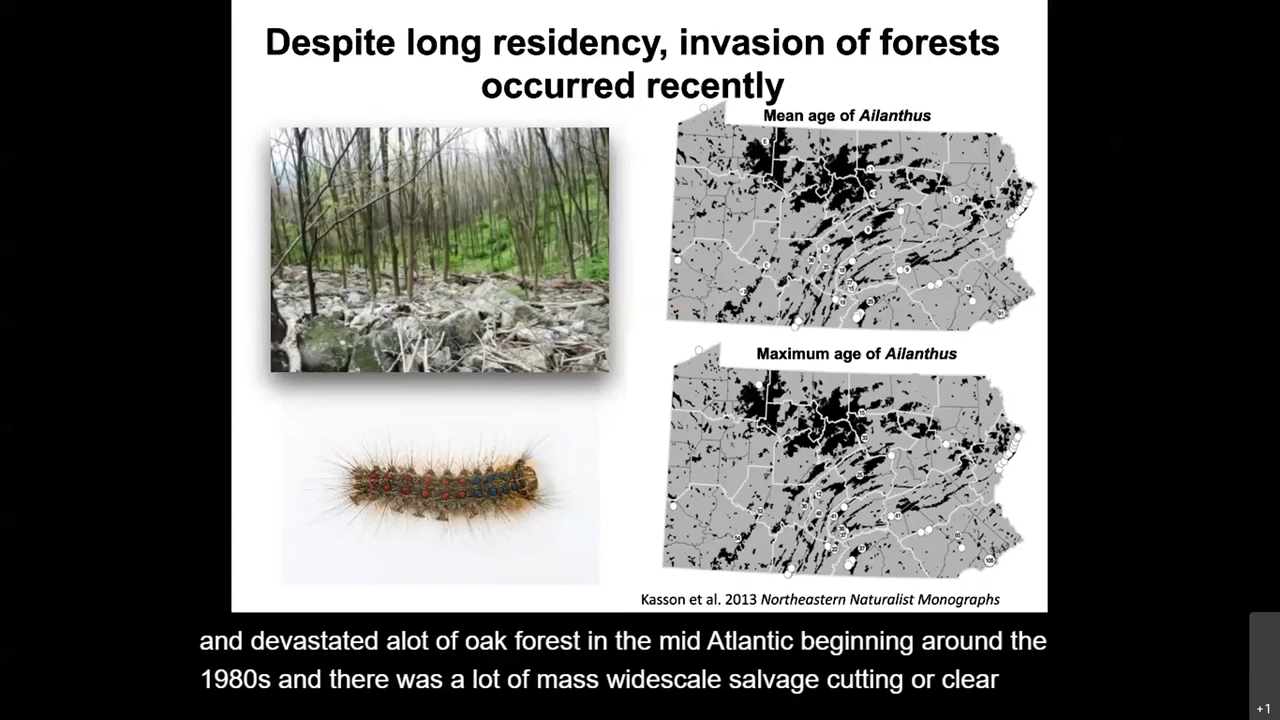 Despite long residency, invasion of forests
occurred recently
Mean age of Ailanthus
Maximum age of Ailanthus
Kasson et al. 2013 Northeastern Naturalist Monographs
and devastated alot of oak forest in the mid Atlantic beginning around the
1980s and there was a lot of mass widescale salvage cutting or clear
+1